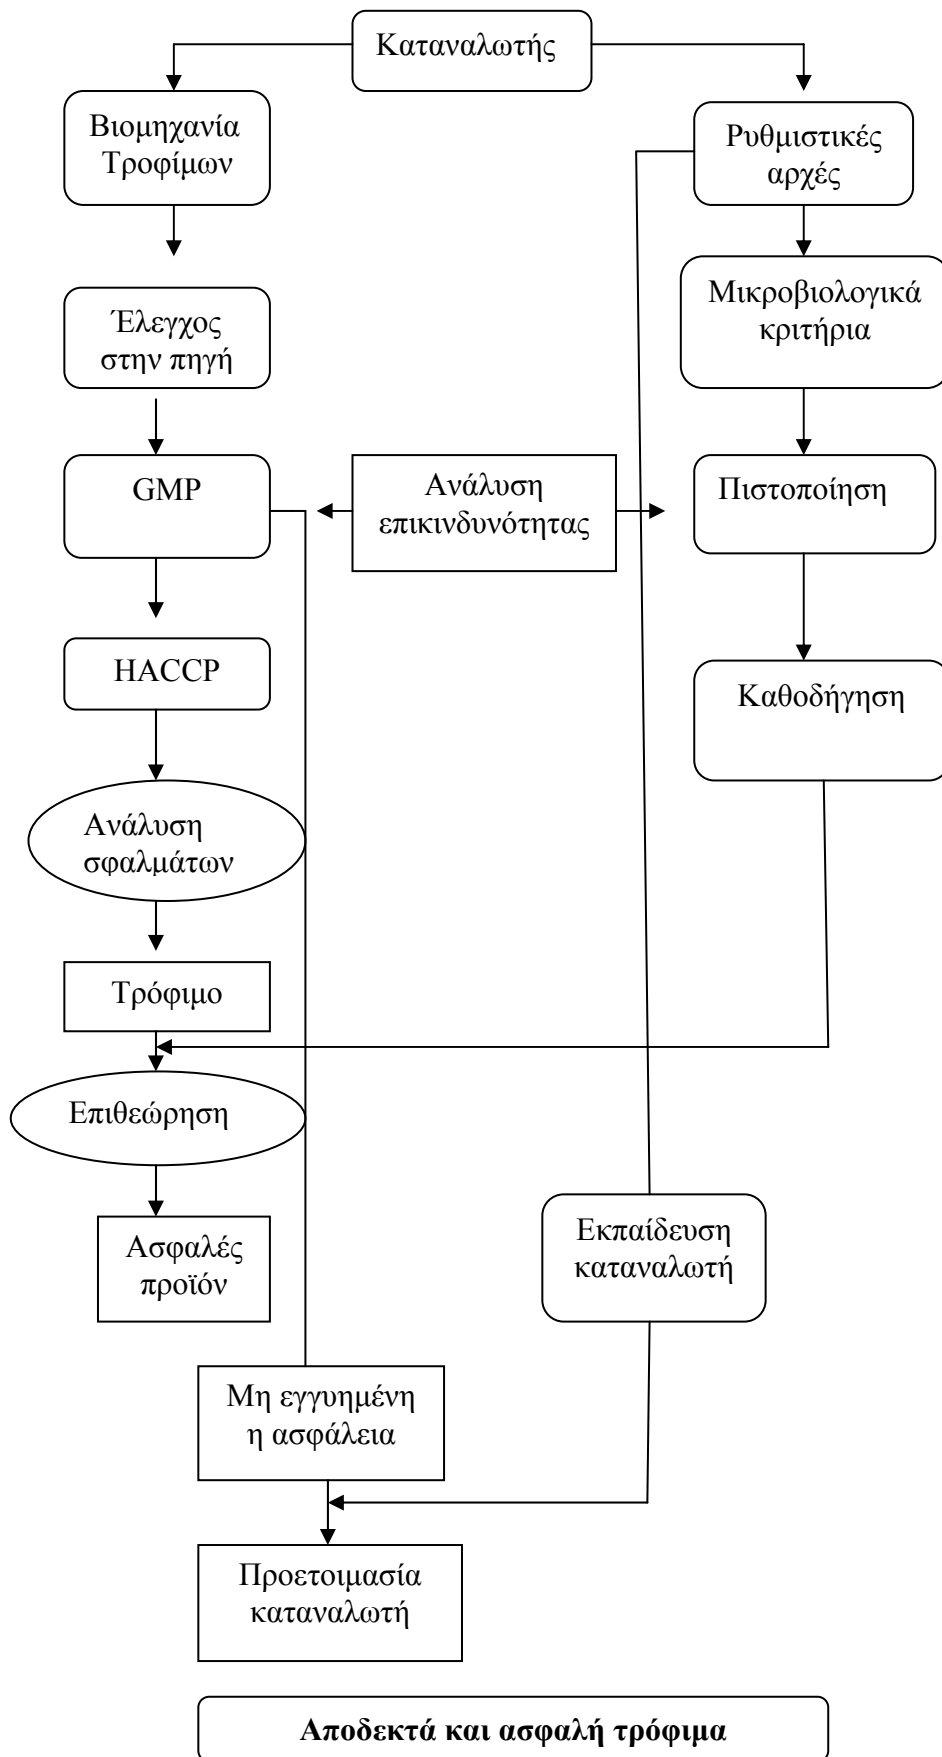 Καταναλωτής
Βιομηχανία
Τροφίμων
Ρυθμιστικές
αρχές
Έλεγχος
στην πηγή
Μικροβιολογικά
κριτήρια
GMP
Ανάλυση
επικινδυνότητας
Πιστοποίηση
HACCP
Καθοδήγηση
Ανάλυση
σφαλμάτων
Τρόφιμο
Επιθεώρηση
Ασφαλές
προϊόν
Εκπαίδευση
καταναλωτή
Μη εγγυημένη
η ασφάλεια
Προετοιμασία
καταναλωτή
Αποδεκτά και ασφαλή τρόφιμα